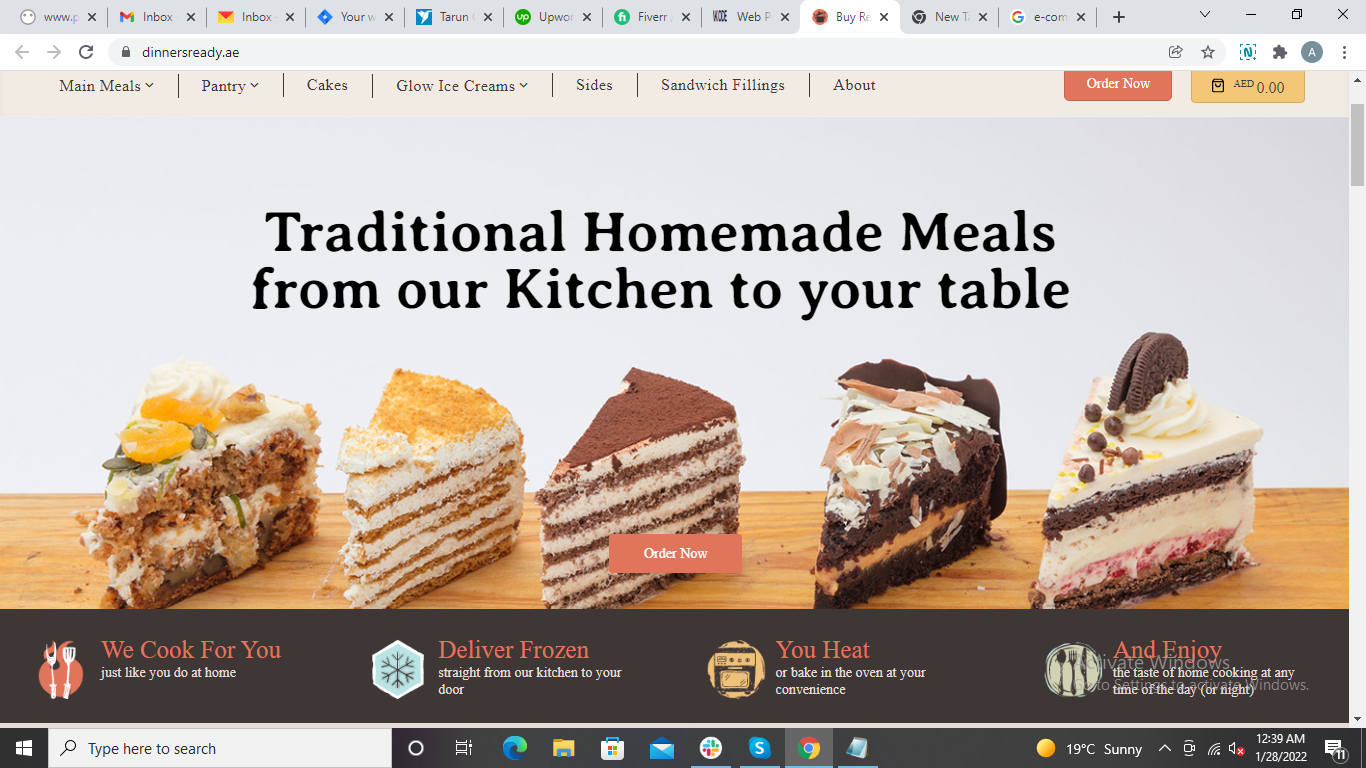 www.p
Inbox
Inbox
Your w
Tarun
Upwo
Fiverr
Web P
Buy Re
New Ta
e-com
dinnersready.ae
A
Main Meals
Pantry
Cakes
Glow Ice Creams
Sides
Sandwich Fillings
About
Order Now
AED 0.00
Traditional Homemade Meals
from our Kitchen to your table
Order Now
We Cook For You
just like you do at home
Deliver Frozen
straight from our kitchen to your
door
You Heat
or bake in the oven at your
convenience
And Enjoy
the taste of home cooking at any
time of the day (or night)
Activate Windows
Go to Settings to activate Windows.
Type here to search
19°C Sunny
12:39 AM
1/28/2022
11